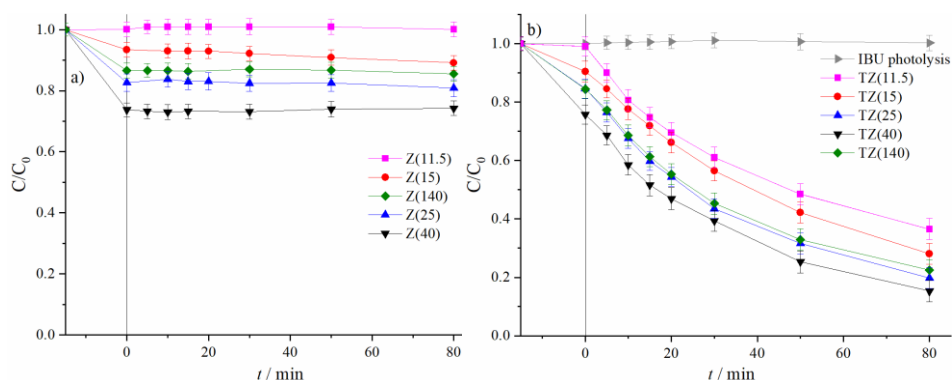 a)
C/C0
1.0
0.8
0.6
0.4
0.2
0.0
Z(11.5)
Z(15)
Z(140)
Z(25)
Z(40)
0 20 40 60 80
t / min
b)
C/C0
1.0
0.8
0.6
0.4
0.2
0.0
IBU photolysis
TZ(11.5)
TZ(15)
TZ(25)
TZ(40)
TZ(140)
0 20 40 60 80
t / min